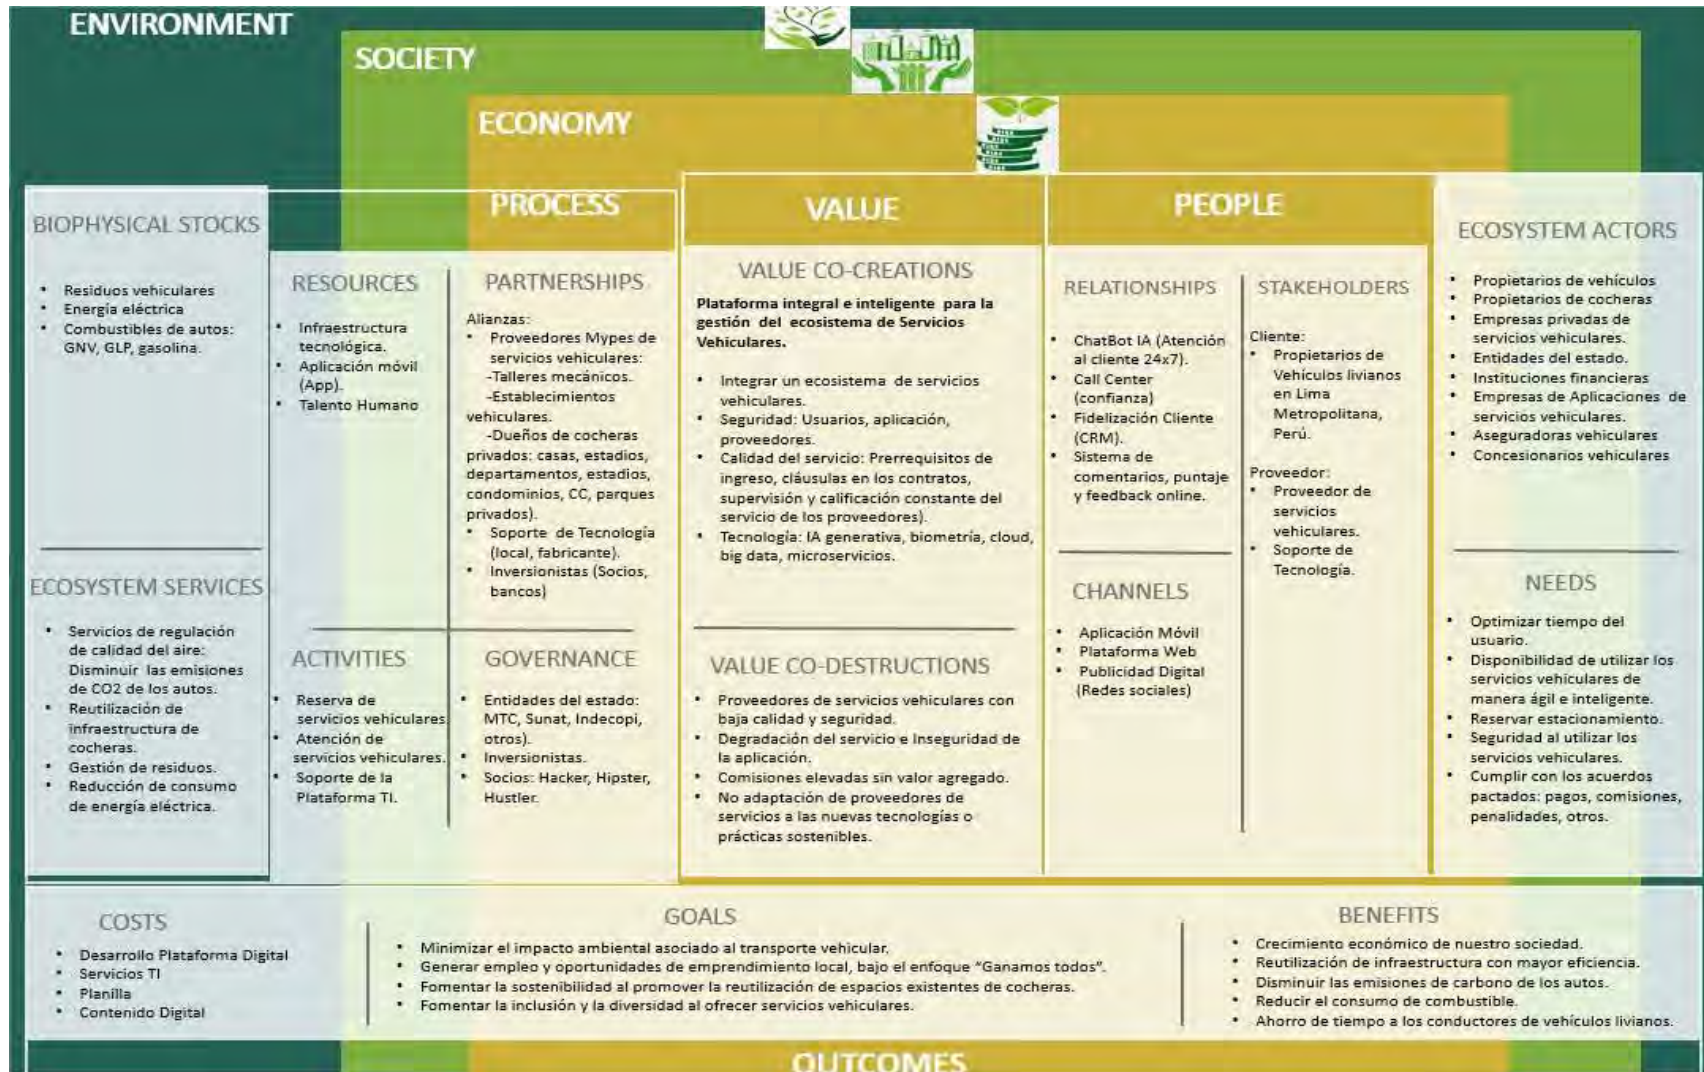 ENVIRONMENT
SOCIETY
ECONOMY
PROCESS
VALUE
PEOPLE
BIOPHYSICAL STOCKS
• Residuos vehiculares
• Energía eléctrica
• Combustibles de autos:
GNV, GLP, gasolina.
ECOSYSTEM SERVICES
• Servicios de regulación
de calidad del aire:
Disminuir las emisiones
de CO2 de los autos.
• Reutilización de
infraestructura de
cocheras.
• Gestión de residuos.
• Reducción de consumo
de energía eléctrica.
RESOURCES
• Infraestructura
tecnológica.
• Aplicación móvil
(App).
• Talento Humano
ACTIVITIES
• Reserva de
servicios vehiculares.
• Atención de
servicios vehiculares.
• Soporte de la
Plataforma TI.
PARTNERSHIPS
Alianzas:
• Proveedores Mypes de
servicios vehiculares:
-Talleres mecánicos.
-Establecimientos
vehiculares.
-Dueños de cocheras
privados: casas, estadios,
departamentos, estadios,
condominios, CC, parques
privados).
• Soporte de Tecnología
(local, fabricante).
• Inversionistas (Socios,
bancos)
GOVERNANCE
• Entidades del estado:
MTC, Sunat, Indecopi,
otros).
• Inversionistas.
• Socios: Hacker, Hipster,
Hustler.
VALUE CO-CREATIONS
Plataforma integral e inteligente para la
gestión del ecosistema de Servicios
Vehiculares.
• Integrar un ecosistema de servicios
vehiculares.
• Seguridad: Usuarios, aplicación,
proveedores.
• Calidad del servicio: Prerrequisitos de
ingreso, cláusulas en los contratos,
supervisión y calificación constante del
servicio de los proveedores).
• Tecnología: IA generativa, biometría, cloud,
big data, microservicios.
VALUE CO-DESTRUCTIONS
• Proveedores de servicios vehiculares con
baja calidad y seguridad.
• Degradación del servicio e Inseguridad de
la aplicación.
• Comisiones elevadas sin valor agregado.
• No adaptación de proveedores de
servicios a las nuevas tecnologías o
prácticas sostenibles.
RELATIONSHIPS
• ChatBot IA (Atención
al cliente 24x7).
• Call Center
(confianza)
• Fidelización Cliente
(CRM).
• Sistema de
comentarios, puntaje
y feedback online.
CHANNELS
• Aplicación Móvil
• Plataforma Web
• Publicidad Digital
(Redes sociales)
STAKEHOLDERS
Cliente:
• Propietarios de
Vehículos livianos
en Lima
Metropolitana,
Perú.
Proveedor:
• Proveedor de
servicios
vehiculares.
• Soporte de
Tecnología.
ECOSYSTEM ACTORS
• Propietarios de vehículos
• Propietarios de cocheras
• Empresas privadas de
servicios vehiculares.
• Entidades del estado.
• Instituciones financieras
• Empresas de Aplicaciones de
servicios vehiculares.
• Aseguradoras vehiculares
• Concesionarios vehiculares
NEEDS
• Optimizar tiempo del
usuario.
• Disponibilidad de utilizar los
servicios vehiculares de
manera ágil e inteligente.
• Reservar estacionamiento.
• Seguridad al utilizar los
servicios vehiculares.
• Cumplir con los acuerdos
pactados: pagos, comisiones,
penalidades, otros.
COSTS
• Desarrollo Plataforma Digital
• Servicios TI
• Planilla
• Contenido Digital
GOALS
• Minimizar el impacto ambiental asociado al transporte vehicular.
• Generar empleo y oportunidades de emprendimiento local, bajo el enfoque “Ganamos todos”.
• Fomentar la sostenibilidad al promover la reutilización de espacios existentes de cocheras.
• Fomentar la inclusión y la diversidad al ofrecer servicios vehiculares.
BENEFITS
• Crecimiento económico de nuestro sociedad.
• Reutilización de infraestructura con mayor eficiencia.
• Disminuir las emisiones de carbono de los autos.
• Reducir el consumo de combustible.
• Ahorro de tiempo a los conductores de vehículos livianos.
OUTCOMES